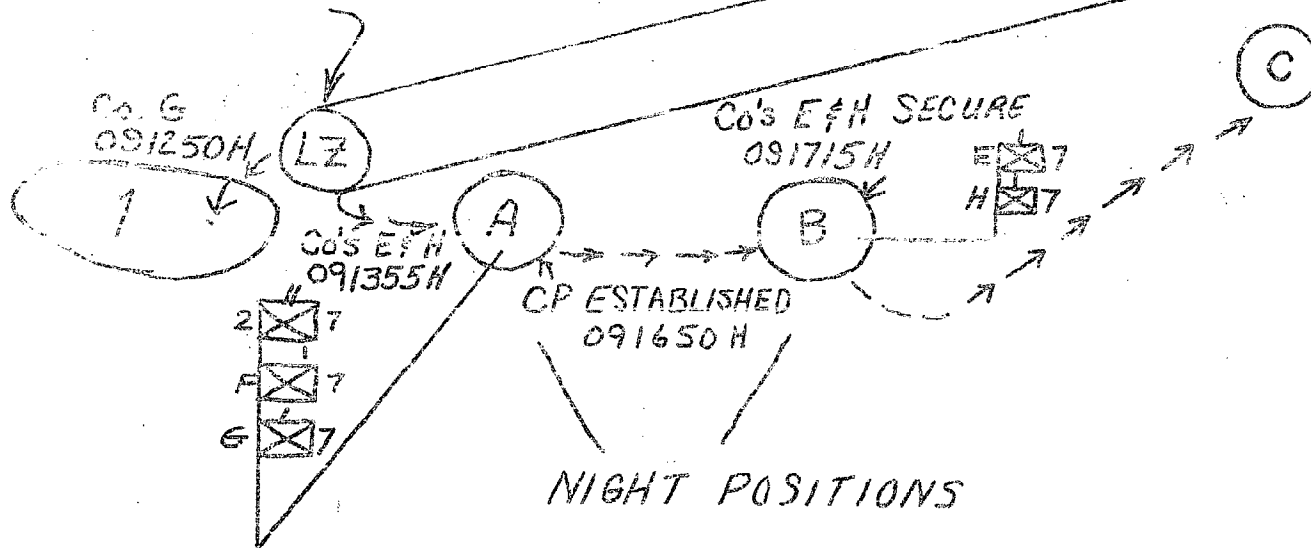 C
Co. G
091250H
LZ
Co's E&H SECURE
091715H
E 7
H 7
1
A
B
Co's E&H
091355H
CP ESTABLISHED
091650H
2 7
F 7
G 7
NIGHT POSITIONS